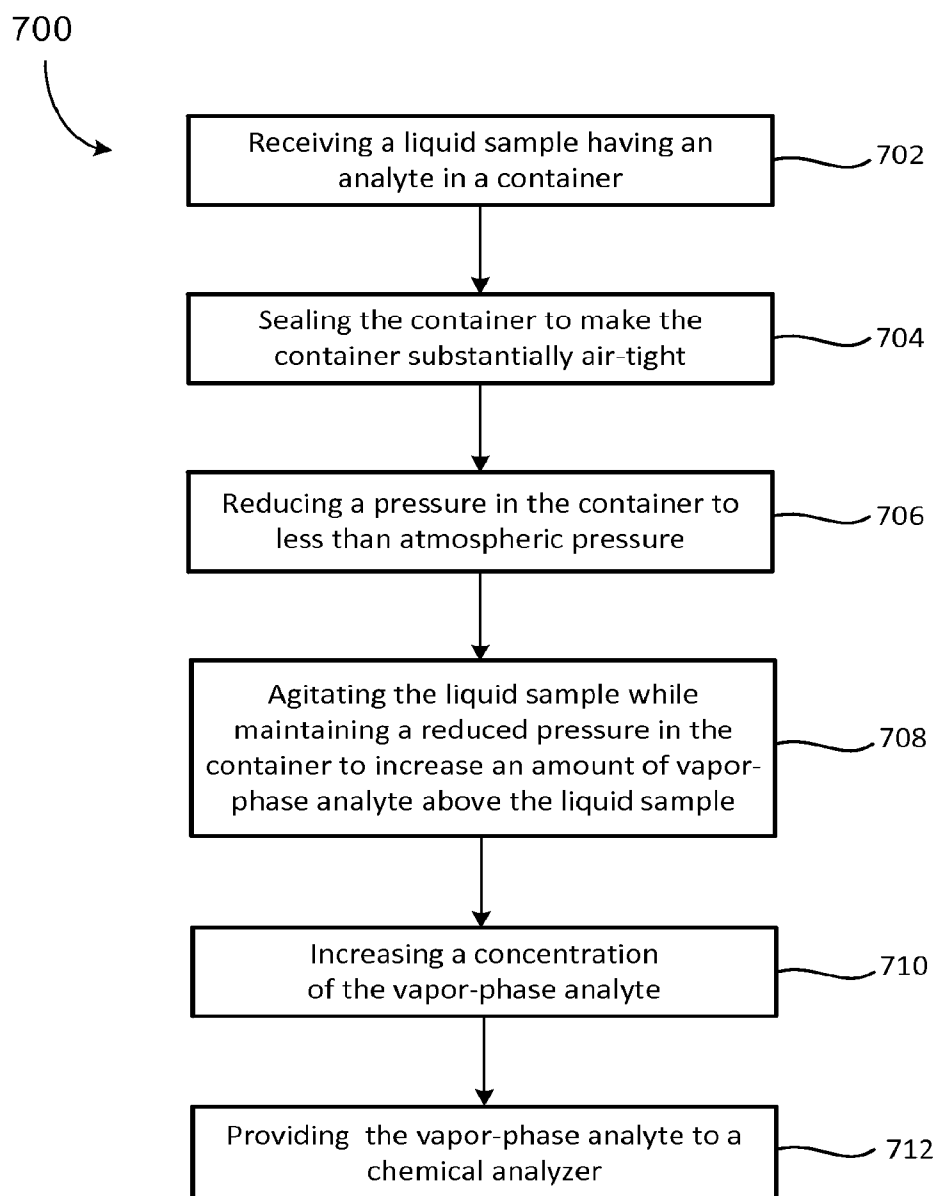 700
Receiving a liquid sample having an
analyte in a container
702
Sealing the container to make the
container substantially air-tight
704
Reducing a pressure in the container to
less than atmospheric pressure
706
Agitating the liquid sample while
maintaining a reduced pressure in the
container to increase an amount of vapor-
phase analyte above the liquid sample
708
Increasing a concentration
of the vapor-phase analyte
710
Providing the vapor-phase analyte to a
chemical analyzer
712